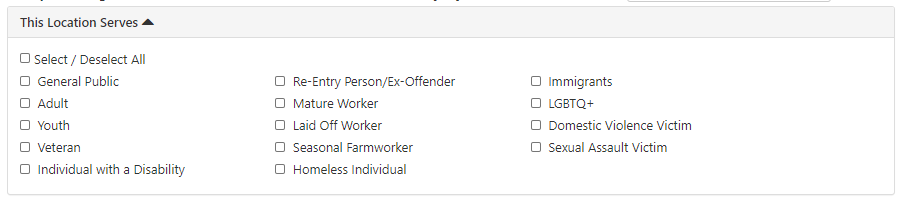 This Location Serves
Select / Deselect All
General Public
Adult
Youth
Veteran
Individual with a Disability
Re-Entry Person/Ex-Offender
Mature Worker
Laid Off Worker
Seasonal Farmworker
Homeless Individual
Immigrants
LGBTQ+
Domestic Violence Victim
Sexual Assault Victim